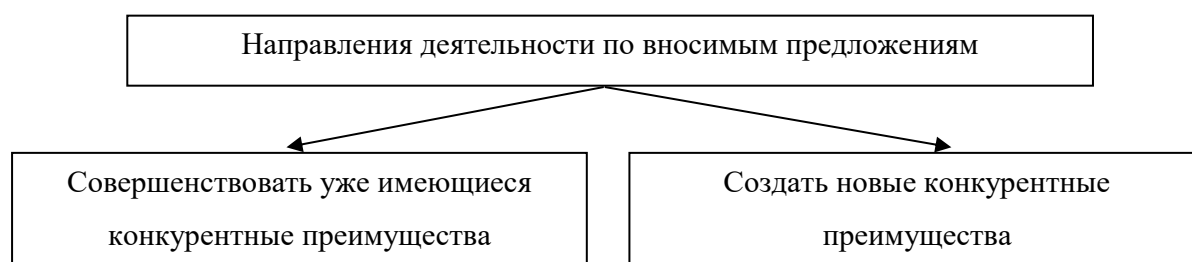 Направления деятельности по вносимым предложениям
Совершенствовать уже имеющиеся
конкурентные преимущества
Создать новые конкурентные
преимущества